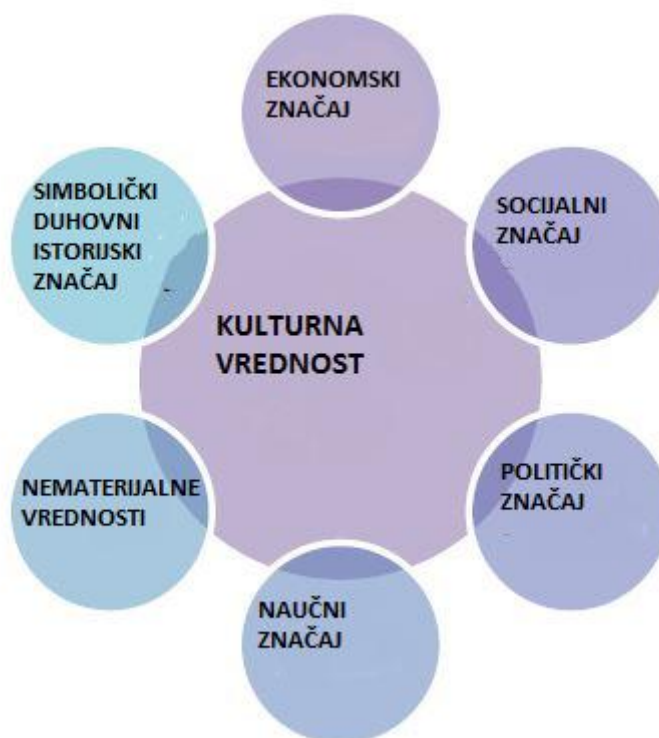 EKONOMSKI
ZNAČAJ
SIMBOLIČKI
DUHOVNI
ISTORIJSKI
ZNAČAJ
SOCIJALNI
ZNAČAJ
KULTURNA
VREDNOST
NEMATERIJALNE
VREDNOSTI
POLITIČKI
ZNAČAJ
NAUČNI
ZNAČAJ